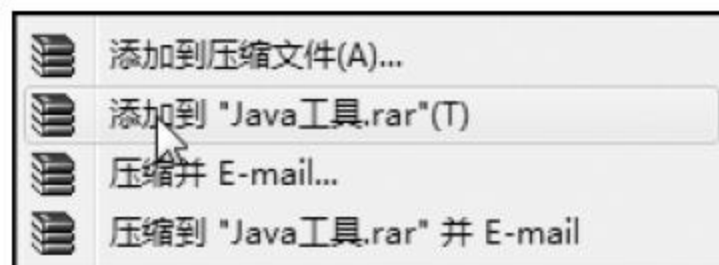 添加到压缩文件(A)...
添加到 "Java工具.rar"(T)
压缩并 E-mail...
压缩到 "Java工具.rar" 并 E-mail